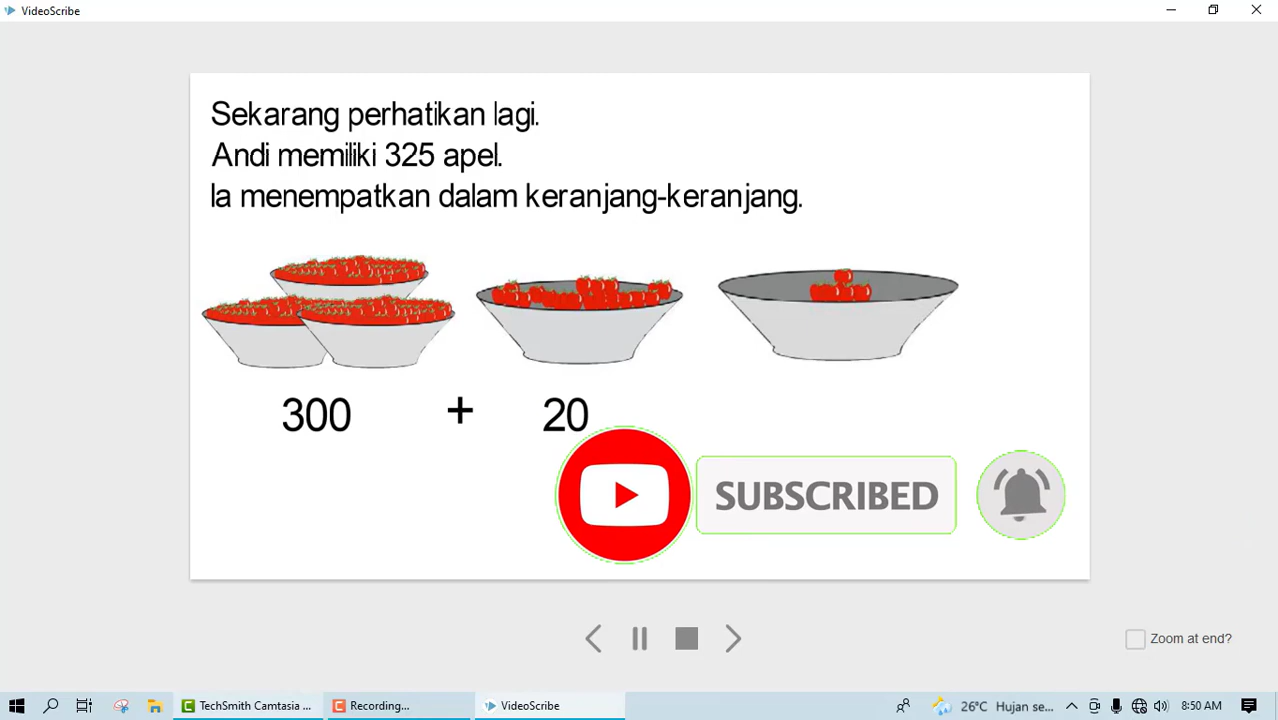 VideoScribe
Sekarang perhatikan lagi.
Andi memiliki 325 apel.
Ia menempatkan dalam keranjang-keranjang.
300 + 20
SUBSCRIBED
Zoom at end?
TechSmith Camtasia ...
Recording...
VideoScribe
26°C Hujan se...
8:50 AM